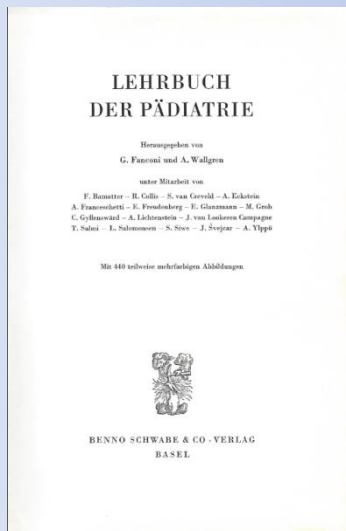 LEHRBUCH
DER PÄDIATRIE
Herausgegeben von
G. Fanconi und A. Wallgren
unter Mitarbeit von
F. Bamatter – R. Collis – S. van Creveld – A. Eckstein
A. Franceschetti – E. Freudenberg – E. Glanzmann – M. Grob
C. Gyllenswärd – A. Lichtenstein – J. van Lookeren Campagne
T. Salmi – L. Salomonsen – S. Siwe – J. Švejcar – A. Ylppö
Mit 440 teilweise mehrfarbigen Abbildungen
BENNO SCHWABE & CO · VERLAG
BASEL